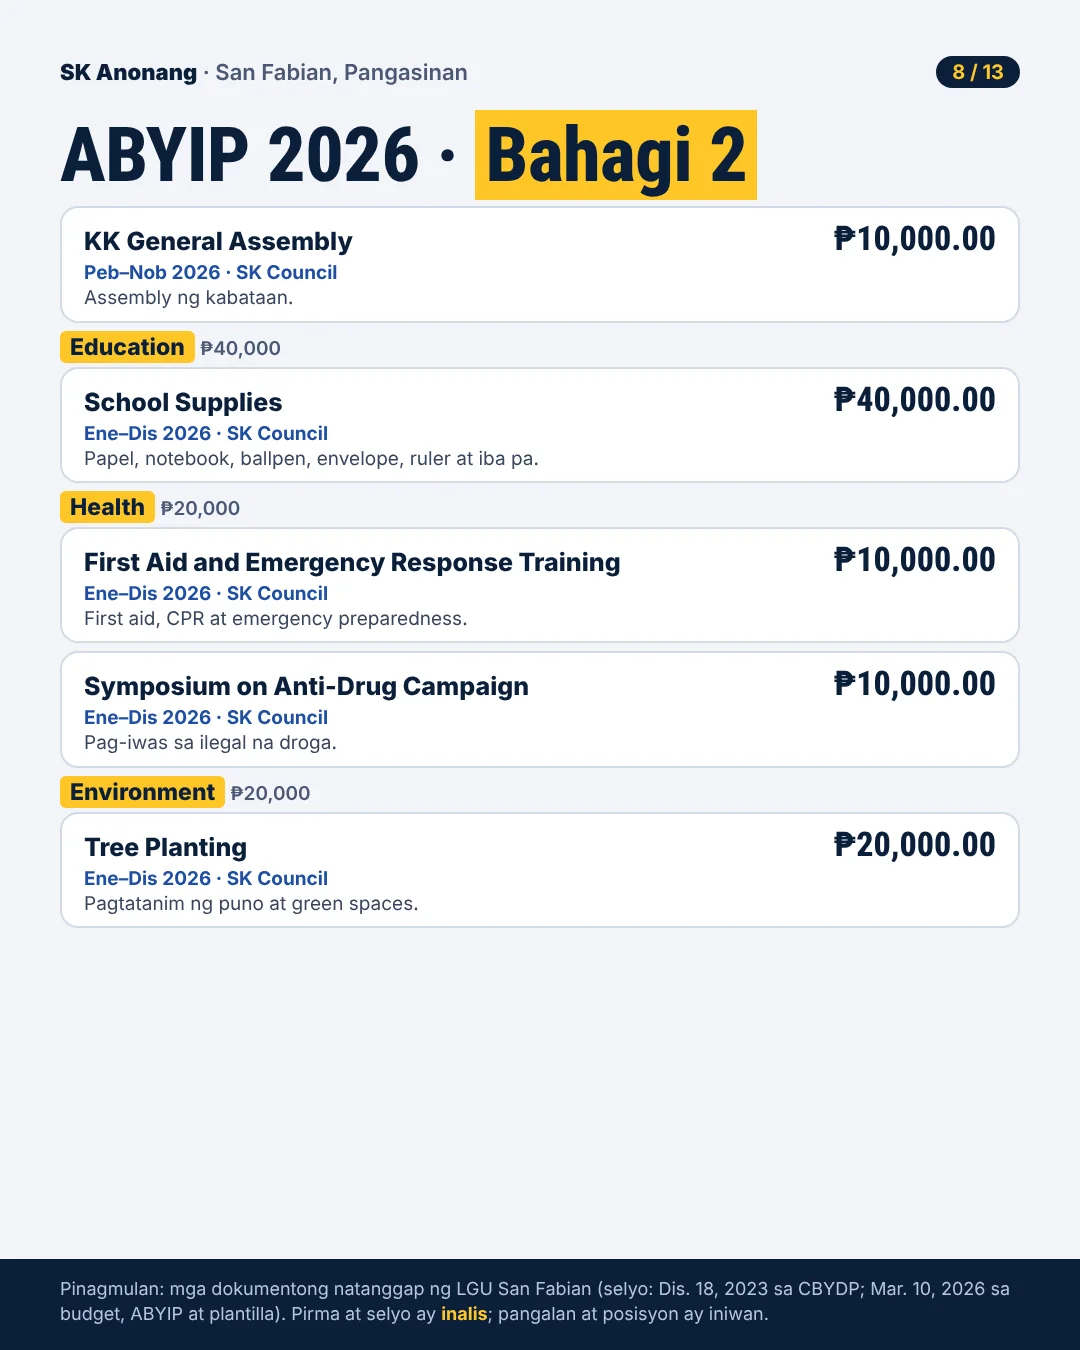 SK Anonang · San Fabian, Pangasinan
8 / 13
ABYIP 2026 · Bahagi 2
KK General Assembly
₱10,000.00
Peb–Nob 2026 · SK Council
Assembly ng kabataan.
Education ₱40,000
School Supplies
₱40,000.00
Ene–Dis 2026 · SK Council
Papel, notebook, ballpen, envelope, ruler at iba pa.
Health ₱20,000
First Aid and Emergency Response Training
₱10,000.00
Ene–Dis 2026 · SK Council
First aid, CPR at emergency preparedness.
Symposium on Anti-Drug Campaign
₱10,000.00
Ene–Dis 2026 · SK Council
Pag-iwas sa ilegal na droga.
Environment ₱20,000
Tree Planting
₱20,000.00
Ene–Dis 2026 · SK Council
Pagtatanim ng puno at green spaces.
Pinagmulan: mga dokumentong natanggap ng LGU San Fabian (selyo: Dis. 18, 2023 sa CBYDP; Mar. 10, 2026 sa
budget, ABYIP at plantilla). Pirma at selyo ay inalis; pangalan at posisyon ay iniwan.